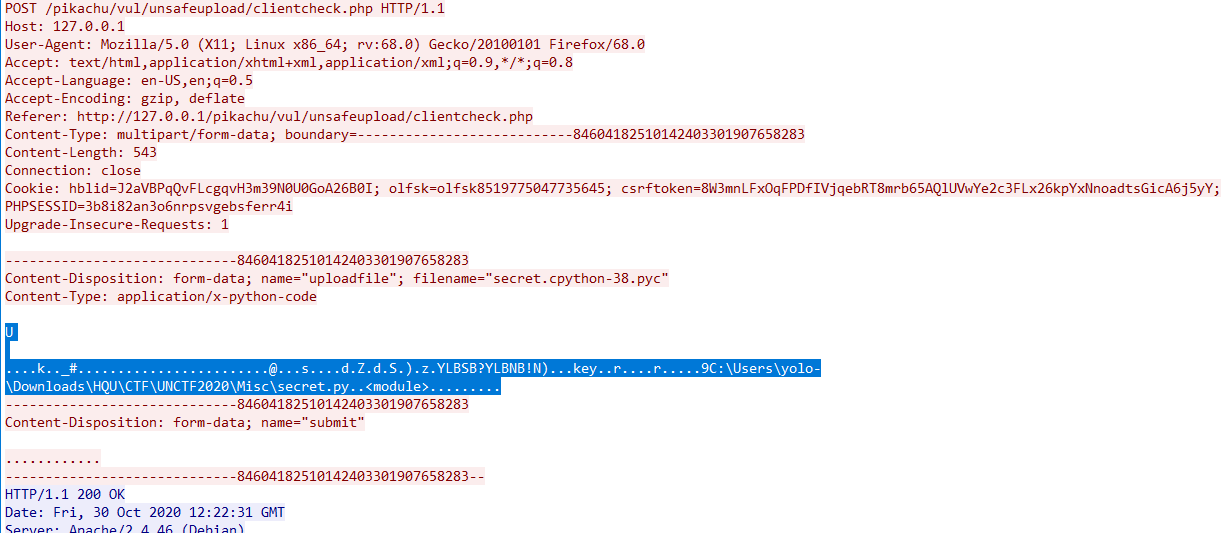 POST /pikachu/vul/unsafeupload/clientcheck.php HTTP/1.1
Host: 127.0.0.1
User-Agent: Mozilla/5.0 (X11; Linux x86_64; rv:68.0) Gecko/20100101 Firefox/68.0
Accept: text/html,application/xhtml+xml,application/xml;q=0.9,*/*;q=0.8
Accept-Language: en-US,en;q=0.5
Accept-Encoding: gzip, deflate
Referer: http://127.0.0.1/pikachu/vul/unsafeupload/clientcheck.php
Content-Type: multipart/form-data; boundary=---------------------------84604182510142403301907658283
Content-Length: 543
Connection: close
Cookie: hblid=J2aVBPqQvFLcgqvH3m39N0U0GoA26B0I; olfsk=olfsk8519775047735645; csrftoken=8W3mnLFxOqFPDfIVjqebRT8mrb65AQlUVwYe2c3FLx26kpYxNnoadtsGicA6j5yY;
PHPSESSID=3b8i82an3o6nrpsvgebsferr4i
Upgrade-Insecure-Requests: 1
-----------------------------84604182510142403301907658283
Content-Disposition: form-data; name="uploadfile"; filename="secret.cpython-38.pyc"
Content-Type: application/x-python-code
U
....k.._#........................@...s....d.Z.d.S.).z.YLBSB?YLBNB!N)...key..r....r.....9C:\Users\yolo-
\Downloads\HQU\CTF\UNCTF2020\Misc\secret.py..<module>.........
-----------------------------84604182510142403301907658283
Content-Disposition: form-data; name="submit"
............
-----------------------------84604182510142403301907658283--
HTTP/1.1 200 OK
Date: Fri, 30 Oct 2020 12:22:31 GMT
Server: Apache/2.4.46 (Debian)